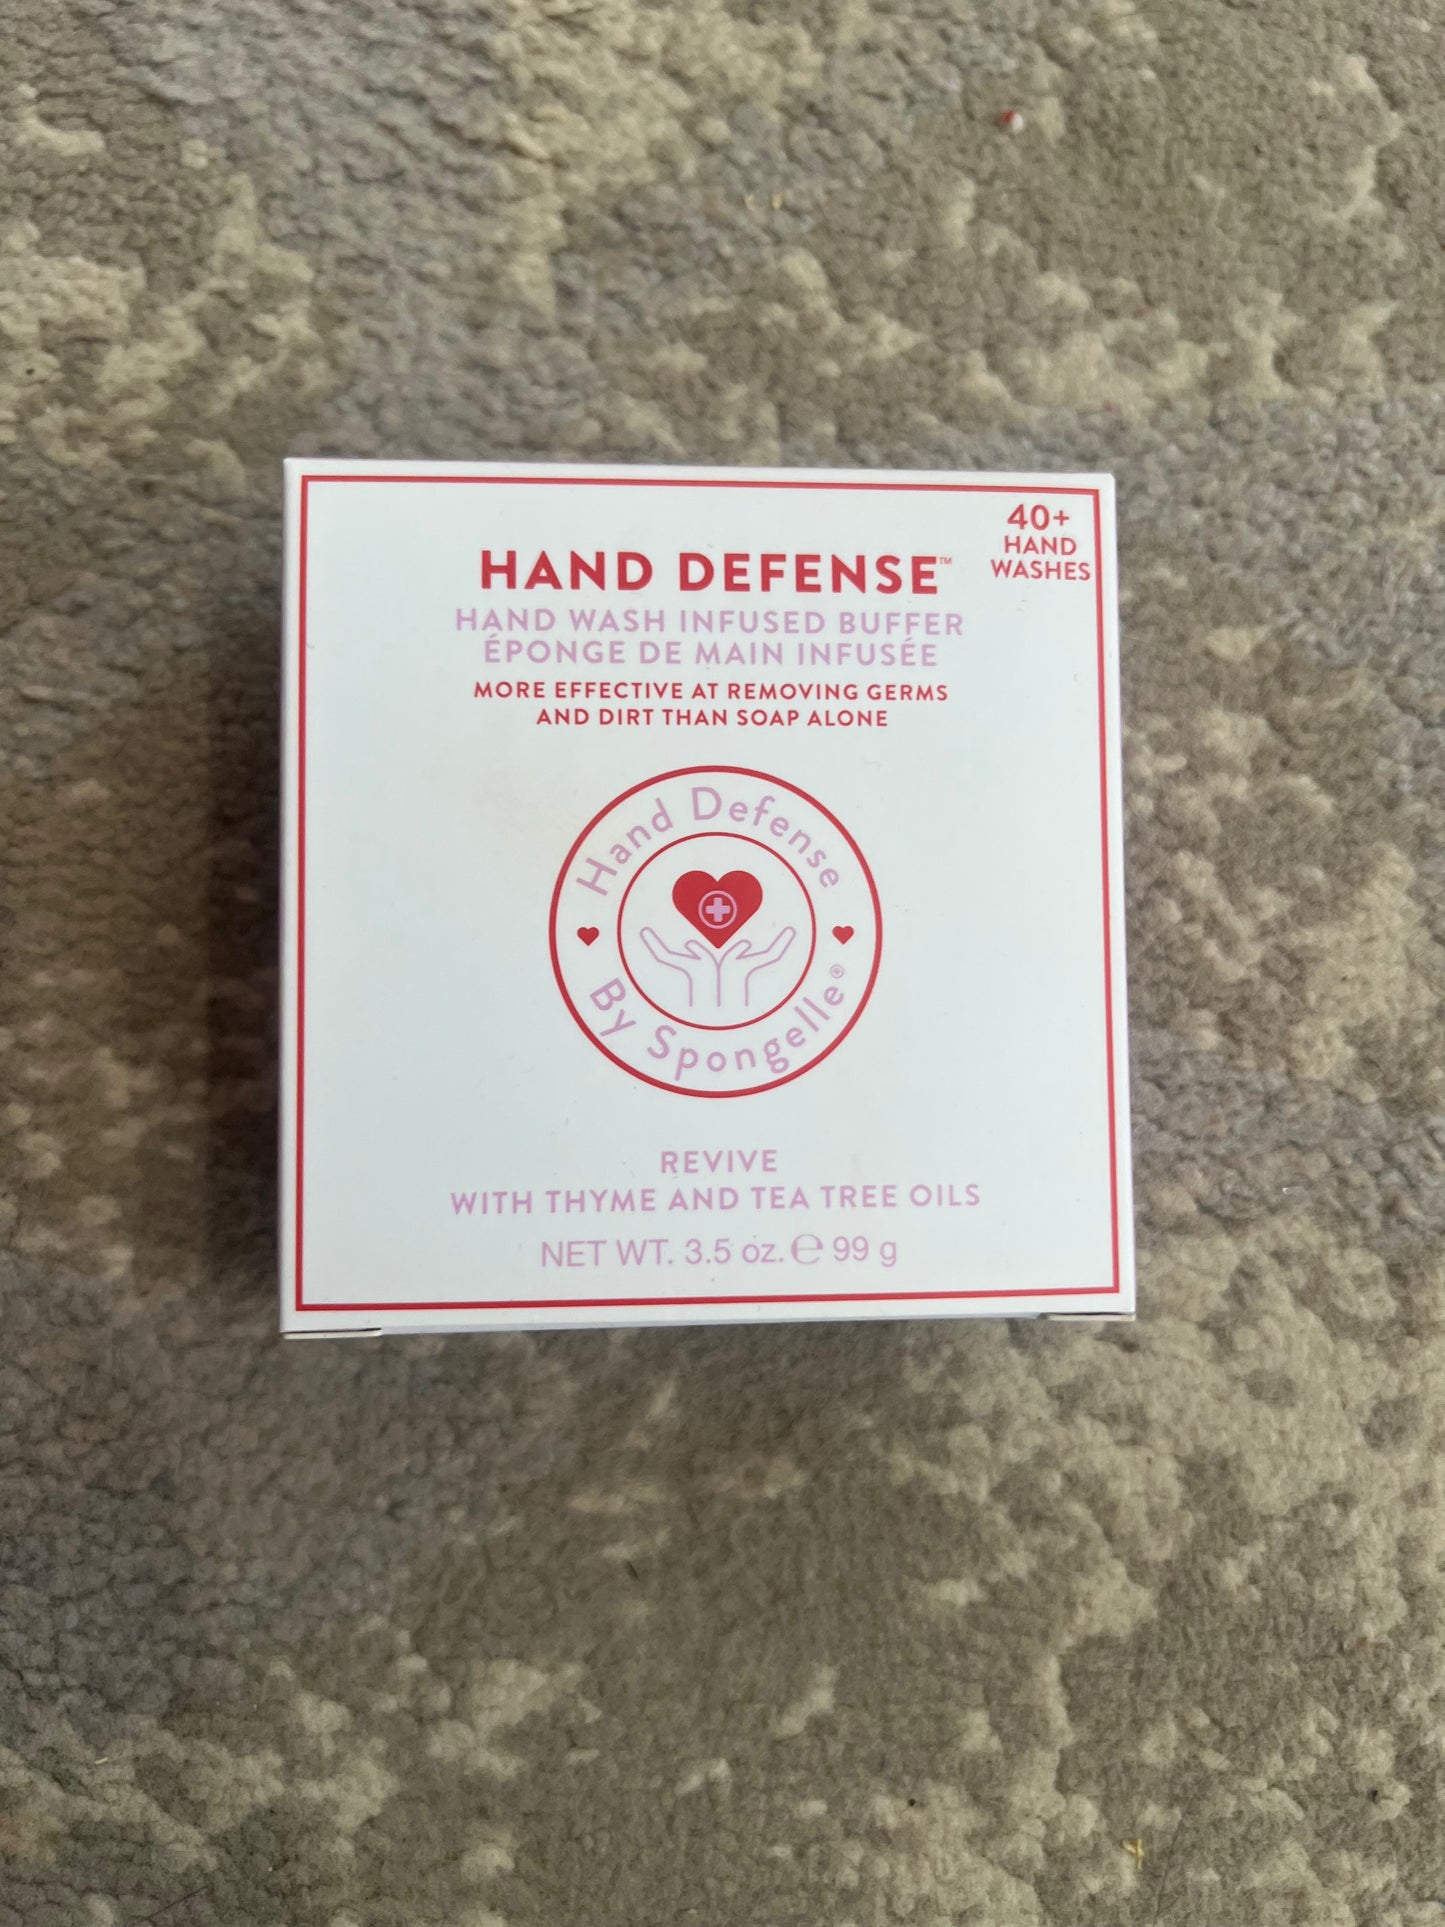 40+
HAND
WASHES
HAND DEFENSE™
HAND WASH INFUSED BUFFER
ÉPONGE DE MAIN INFUSÉE
MORE EFFECTIVE AT REMOVING GERMS
AND DIRT THAN SOAP ALONE
Hand Defense
By Spongelle®
REVIVE
WITH THYME AND TEA TREE OILS
NET WT. 3.5 oz. ℮ 99 g